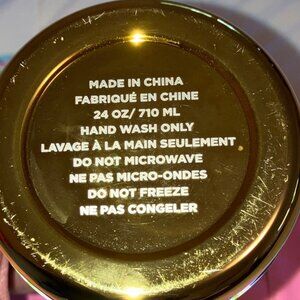 MADE IN CHINA
FABRIQUÉ EN CHINE
24 OZ/ 710 ML
HAND WASH ONLY
LAVAGE À LA MAIN SEULEMENT
DO NOT MICROWAVE
NE PAS MICRO-ONDES
DO NOT FREEZE
NE PAS CONGELER